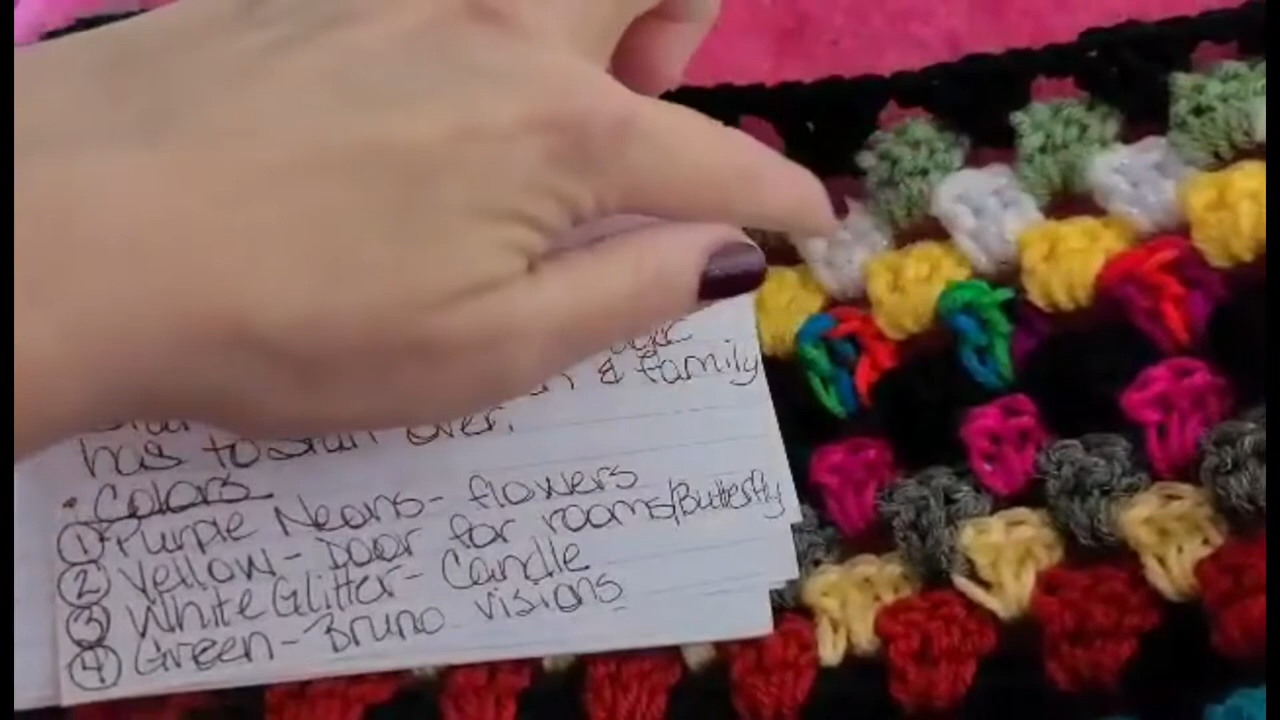 & family
has to start over.
• Colors
① Purple Neons - flowers
② Yellow - Door for rooms/Butterfly
③ White Glitter - Candle
④ Green - Bruno visions